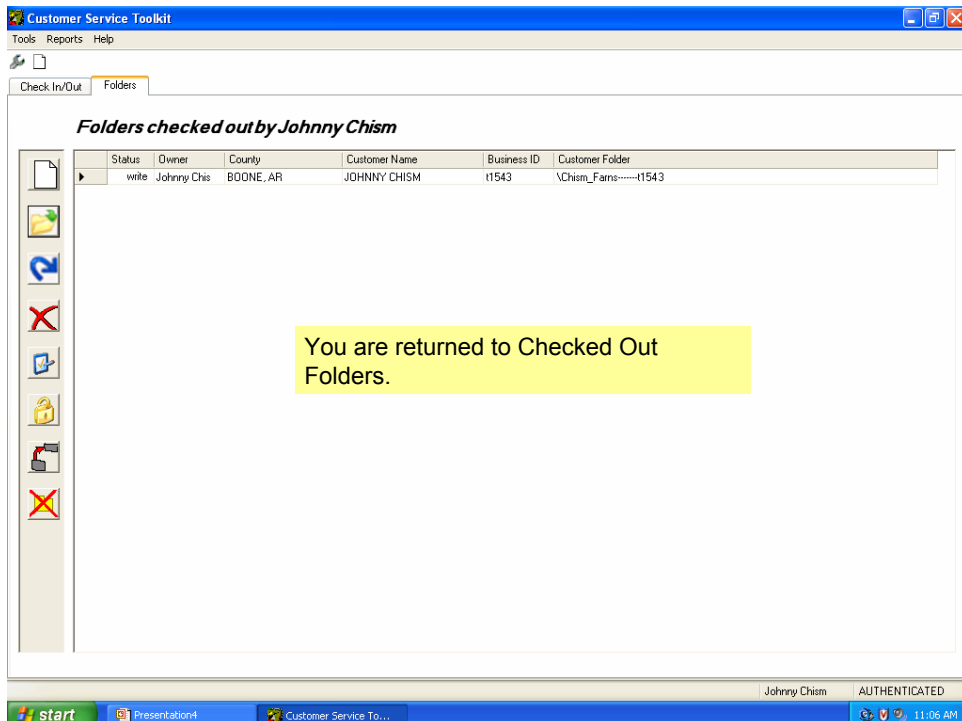 Customer Service Toolkit
Tools Reports Help
Check In/Out Folders
Folders checked out by Johnny Chism
Status Owner County Customer Name Business ID Customer Folder
write Johnny Chis BOONE, AR JOHNNY CHISM t1543 \Chism_Farns-------t1543
You are returned to Checked Out
Folders.
Johnny Chism AUTHENTICATED
start Presentation4 Customer Service To... 11:06 AM